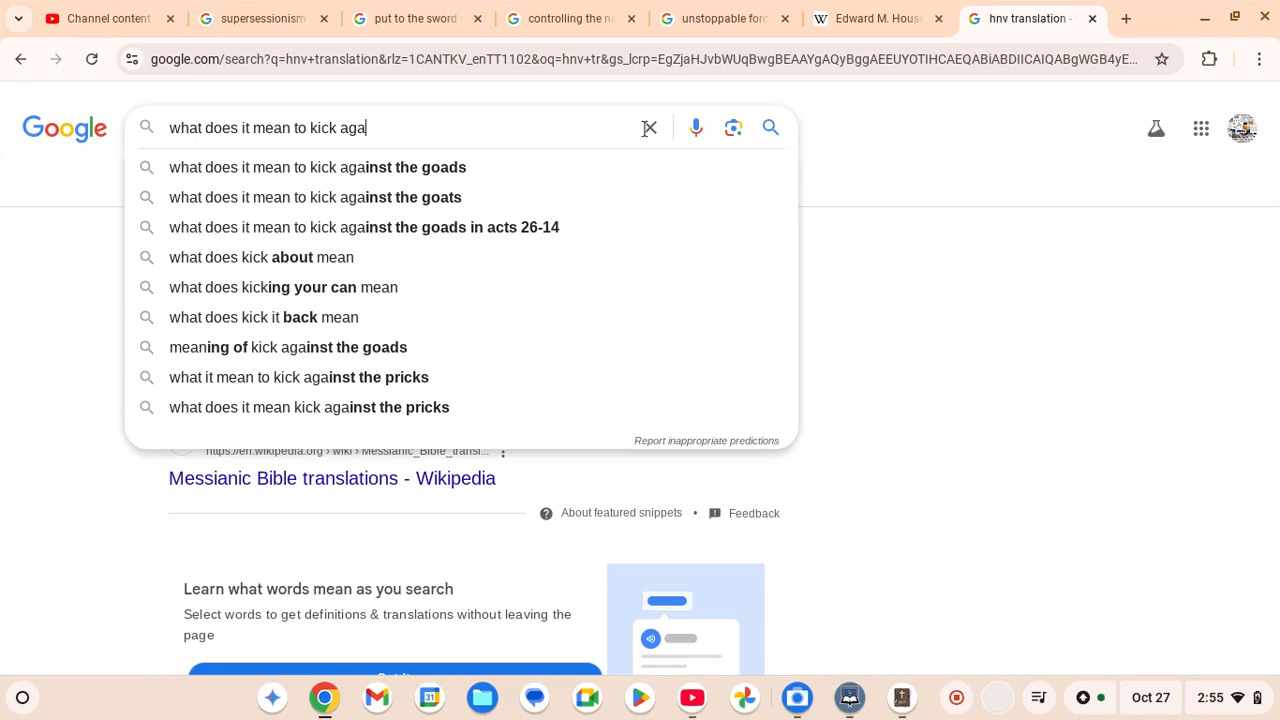 Channel content
supersessionism
put to the sword
controlling the na
unstoppable forc
Edward M. Hous
hnv translation -
google.com/search?q=hnv+translation&rlz=1CANTKV_enTT1102&oq=hnv+tr&gs_lcrp=EgZjaHJvbWUqBwgBEAAYgAQyBggAEEUYOTIHCAEQABiABDIICAIQABgWGB4yE...
Google
what does it mean to kick aga
what does it mean to kick against the goads
what does it mean to kick against the goats
what does it mean to kick against the goads in acts 26-14
what does kick about mean
what does kicking your can mean
what does kick it back mean
meaning of kick against the goads
what it mean to kick against the pricks
what does it mean kick against the pricks
Report inappropriate predictions
https://en.wikipedia.org › wiki › Messianic_Bible_transl...
Messianic Bible translations - Wikipedia
About featured snippets • Feedback
Learn what words mean as you search
Select words to get definitions & translations without leaving the
page
Oct 27 2:55